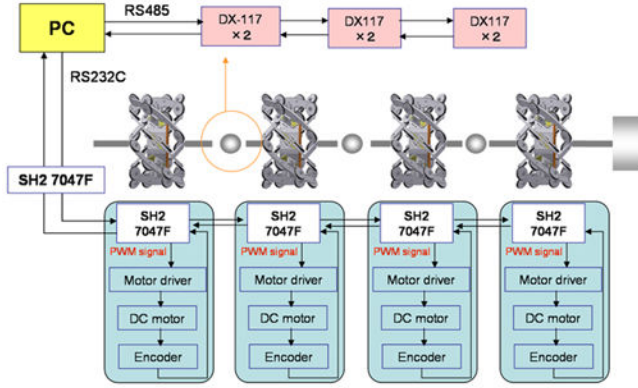 PC
RS485
DX-117
× 2
DX117
× 2
DX117
× 2
RS232C
SH2 7047F
SH2
7047F
PWM signal
Motor driver
DC motor
Encoder
SH2
7047F
PWM signal
Motor driver
DC motor
Encoder
SH2
7047F
PWM signal
Motor driver
DC motor
Encoder
SH2
7047F
PWM signal
Motor driver
DC motor
Encoder